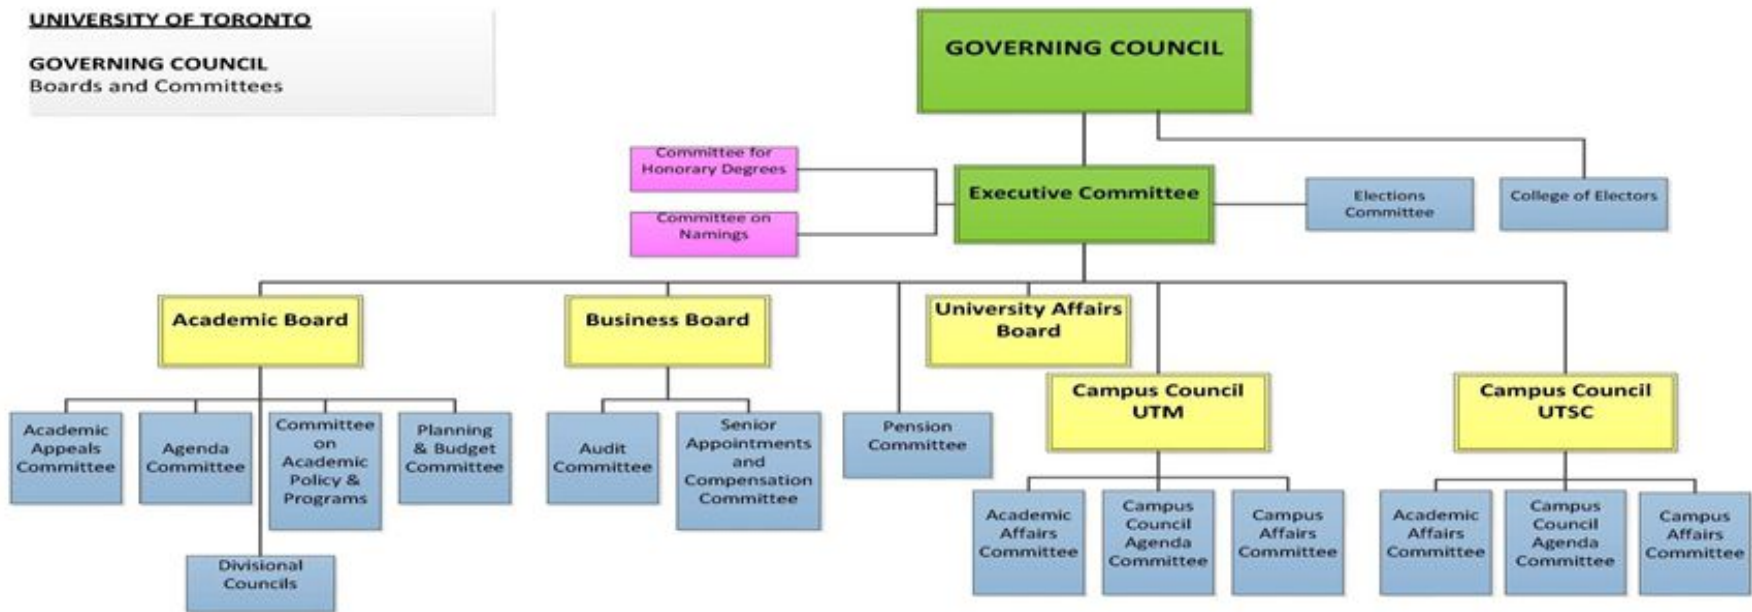 UNIVERSITY OF TORONTO
GOVERNING COUNCIL
Boards and Committees
GOVERNING COUNCIL
Committee for
Honorary Degrees
Committee on
Namings
Executive Committee
Elections
Committee
College of Electors
Academic Board
Business Board
University Affairs
Board
Campus Council
UTM
Campus Council
UTSC
Academic
Appeals
Committee
Agenda
Committee
Committee
on
Academic
Policy &
Programs
Planning
& Budget
Committee
Divisional
Councils
Audit
Committee
Senior
Appointments
and
Compensation
Committee
Pension
Committee
Academic
Affairs
Committee
Campus
Council
Agenda
Committee
Campus
Affairs
Committee
Academic
Affairs
Committee
Campus
Council
Agenda
Committee
Campus
Affairs
Committee